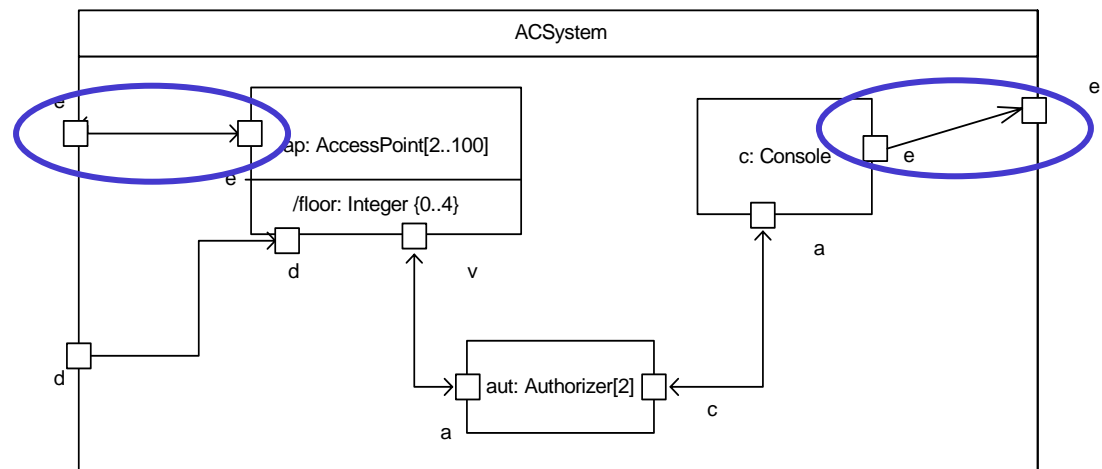 ACSystem
e
e
ap: AccessPoint[2..100]
c: Console
e
e
/floor: Integer {0..4}
d
v
a
d
aut: Authorizer[2]
a
c